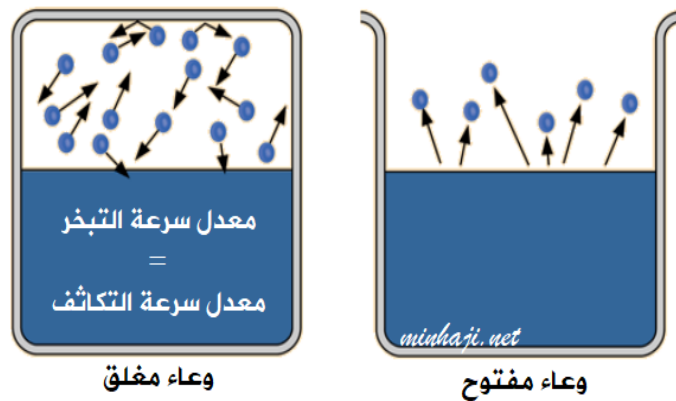 معدل سرعة التبخر
=
معدل سرعة التكاثف
minhaji.net
وعاء مفتوح
وعاء مغلق